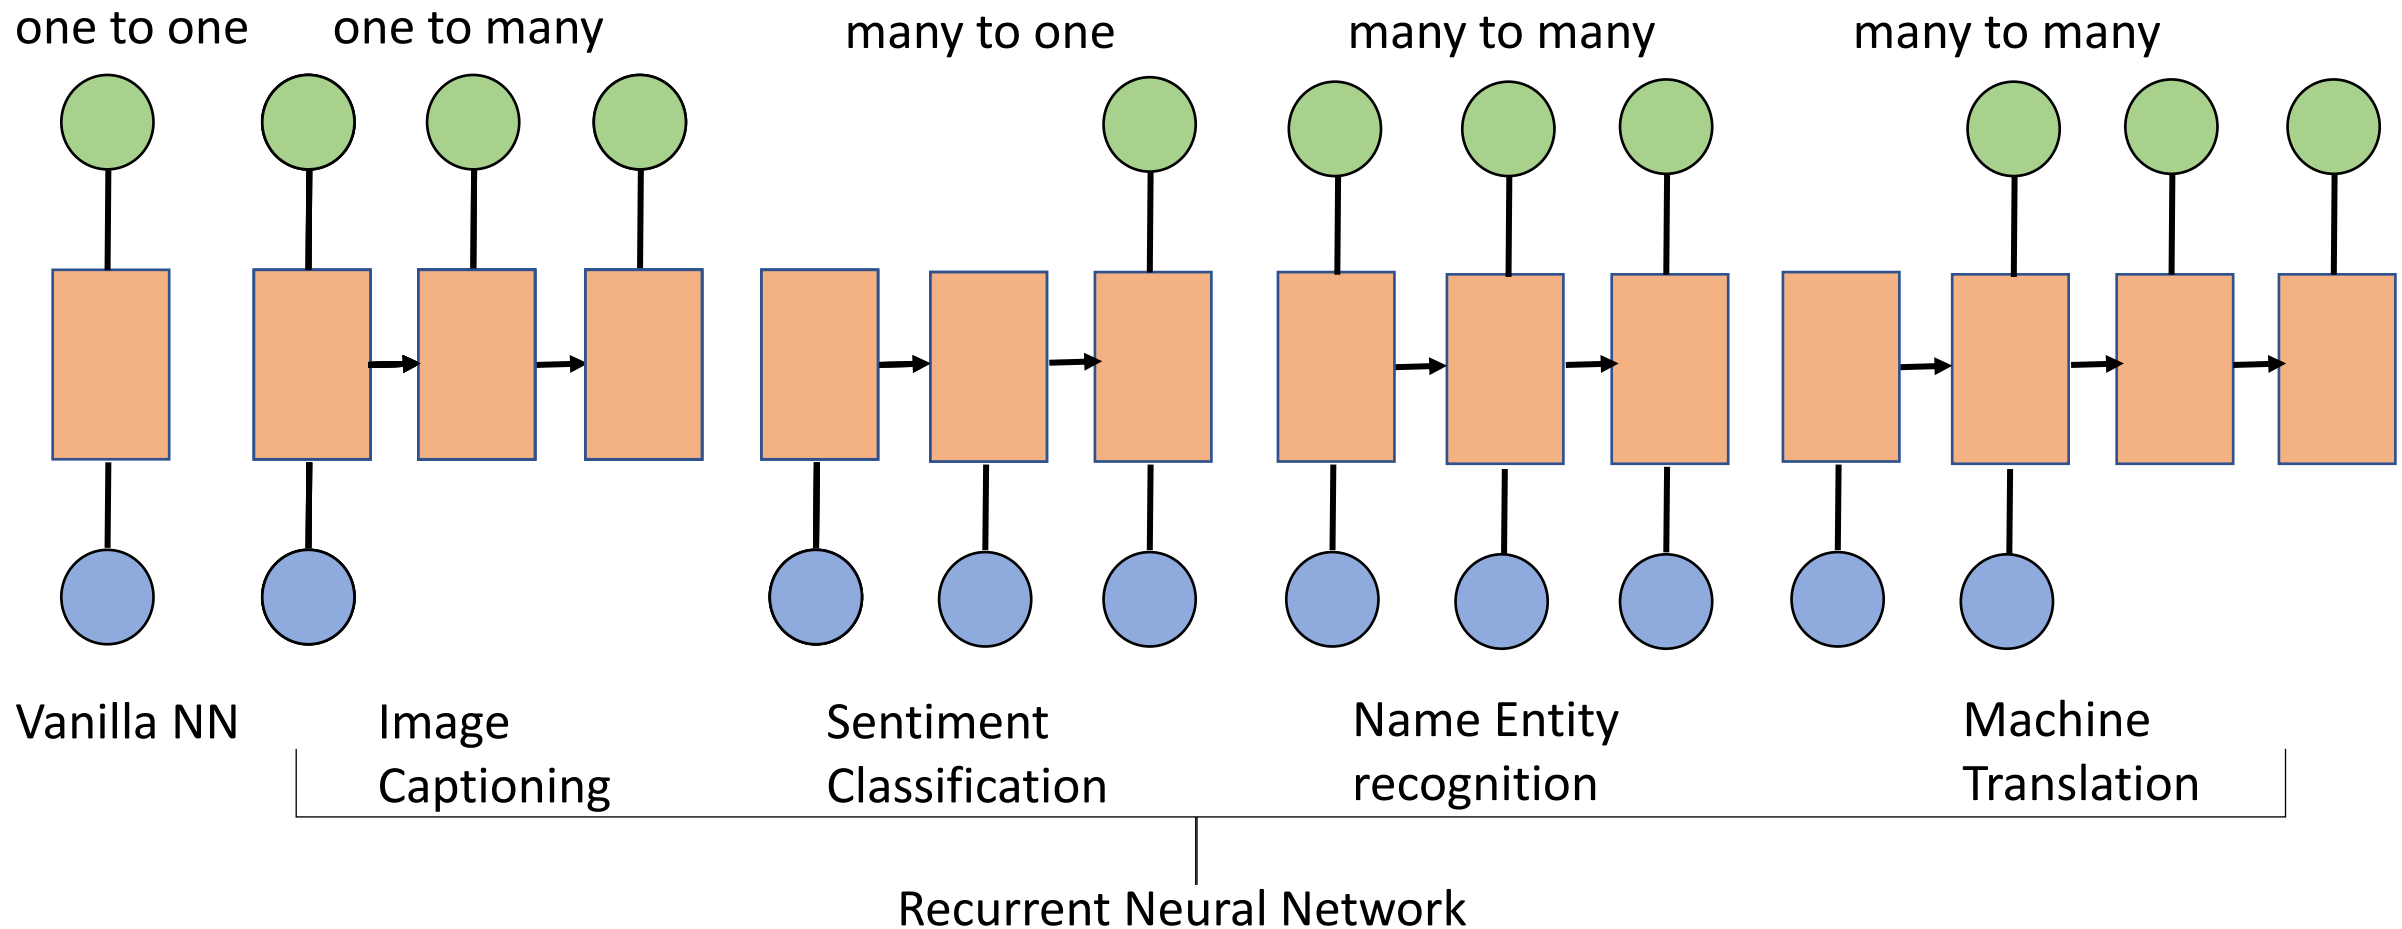 one to one
one to many
many to one
many to many
many to many
Vanilla NN
Image
Captioning
Sentiment
Classification
Name Entity
recognition
Machine
Translation
Recurrent Neural Network